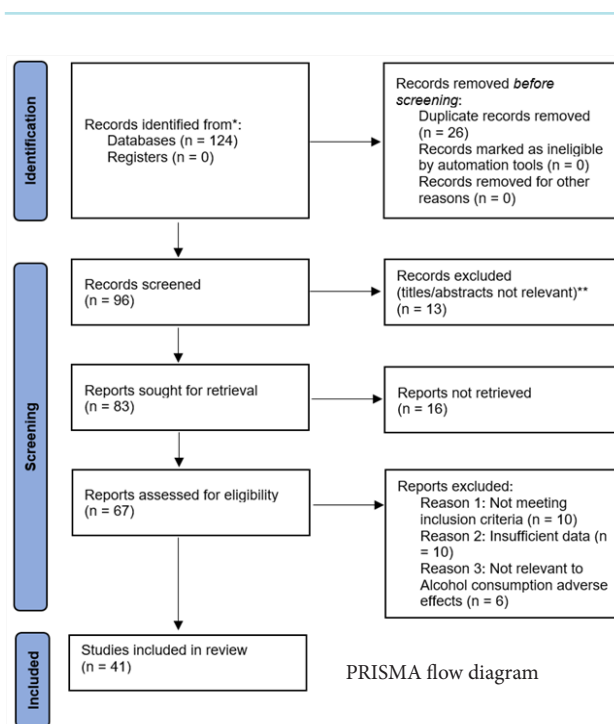 Identification
Records identified from*:
Databases (n = 124)
Registers (n = 0)
Records removed before
screening:
Duplicate records removed
(n = 26)
Records marked as ineligible
by automation tools (n = 0)
Records removed for other
reasons (n = 0)
Screening
Records screened
(n = 96)
Records excluded
(titles/abstracts not relevant)**
(n = 13)
Reports sought for retrieval
(n = 83)
Reports not retrieved
(n = 16)
Reports assessed for eligibility
(n = 67)
Reports excluded:
Reason 1: Not meeting
inclusion criteria (n = 10)
Reason 2: Insufficient data (n
= 10)
Reason 3: Not relevant to
Alcohol consumption adverse
effects (n = 6)
Included
Studies included in review
(n = 41)
PRISMA flow diagram